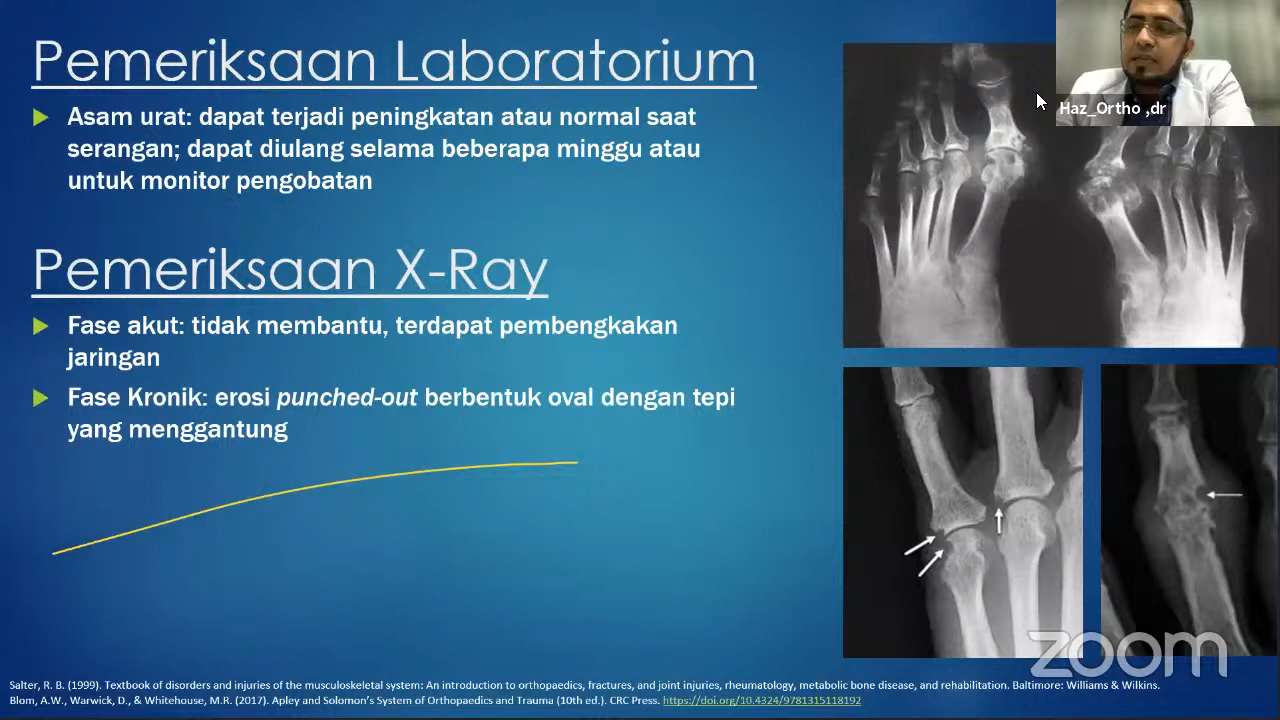 Pemeriksaan Laboratorium
Asam urat: dapat terjadi peningkatan atau normal saat
serangan; dapat diulang selama beberapa minggu atau
untuk monitor pengobatan
Pemeriksaan X-Ray
Fase akut: tidak membantu, terdapat pembengkakan
jaringan
Fase Kronik: erosi punched-out berbentuk oval dengan tepi
yang menggantung
Haz_Ortho ,dr
zoom
Salter, R. B. (1999). Textbook of disorders and injuries of the musculoskeletal system: An introduction to orthopaedics, fractures, and joint injuries, rheumatology, metabolic bone disease, and rehabilitation. Baltimore: Williams & Wilkins.
Blom, A.W., Warwick, D., & Whitehouse, M.R. (2017). Apley and Solomon's System of Orthopaedics and Trauma (10th ed.). CRC Press. https://doi.org/10.4324/9781315118192